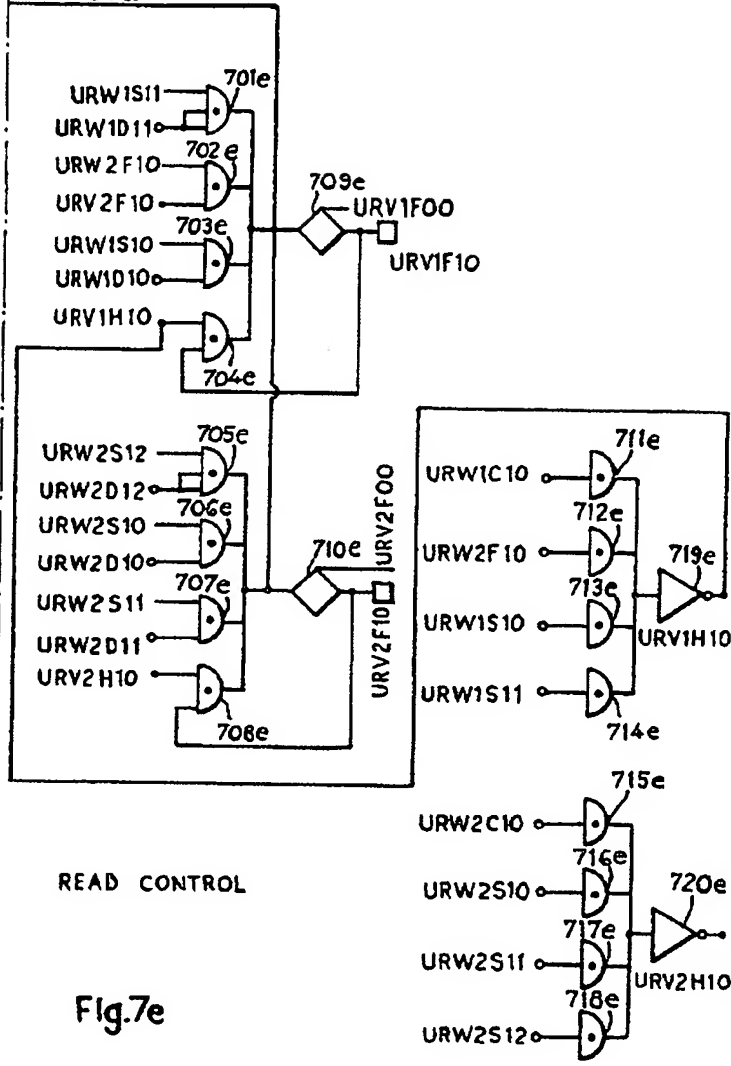 701e
URW1S11
URW1D11
702e
URW2F10
URV2F10
709e
URV1F00
703e
URW1S10
URW1D10
URV1F10
URV1H10
704e
705e
URW2S12
URW2D12
706e
URW2S10
URW2D10
710e
URV2F00
707e
URW2S11
URW2D11
URV2F10
URV2H10
708e
711e
URW1C10
712e
URW2F10
719e
713e
URW1S10
URV1H10
URW1S11
714e
715e
URW2C10
716e
URW2S10
720e
717e
URW2S11
URV2H10
718e
URW2S12
READ CONTROL
Fig.7e